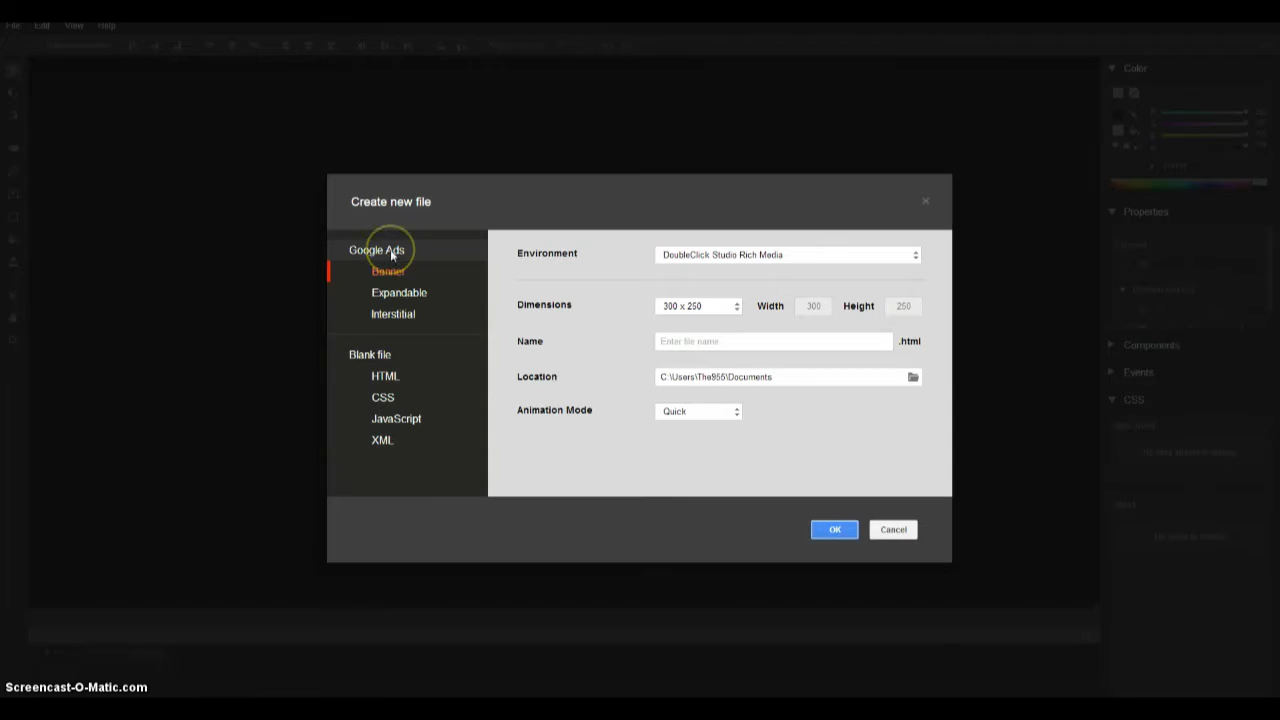 File Edit View Help
Color
Create new file
Properties
Google Ads
Banner
Expandable
Interstitial
Environment
DoubleClick Studio Rich Media
Dimensions
300 x 250
Width
300
Height
250
Name
Enter file name
.html
Location
C:\Users\The955\Documents
Animation Mode
Quick
Blank file
HTML
CSS
JavaScript
XML
Components
Events
CSS
OK
Cancel
Screencast-O-Matic.com